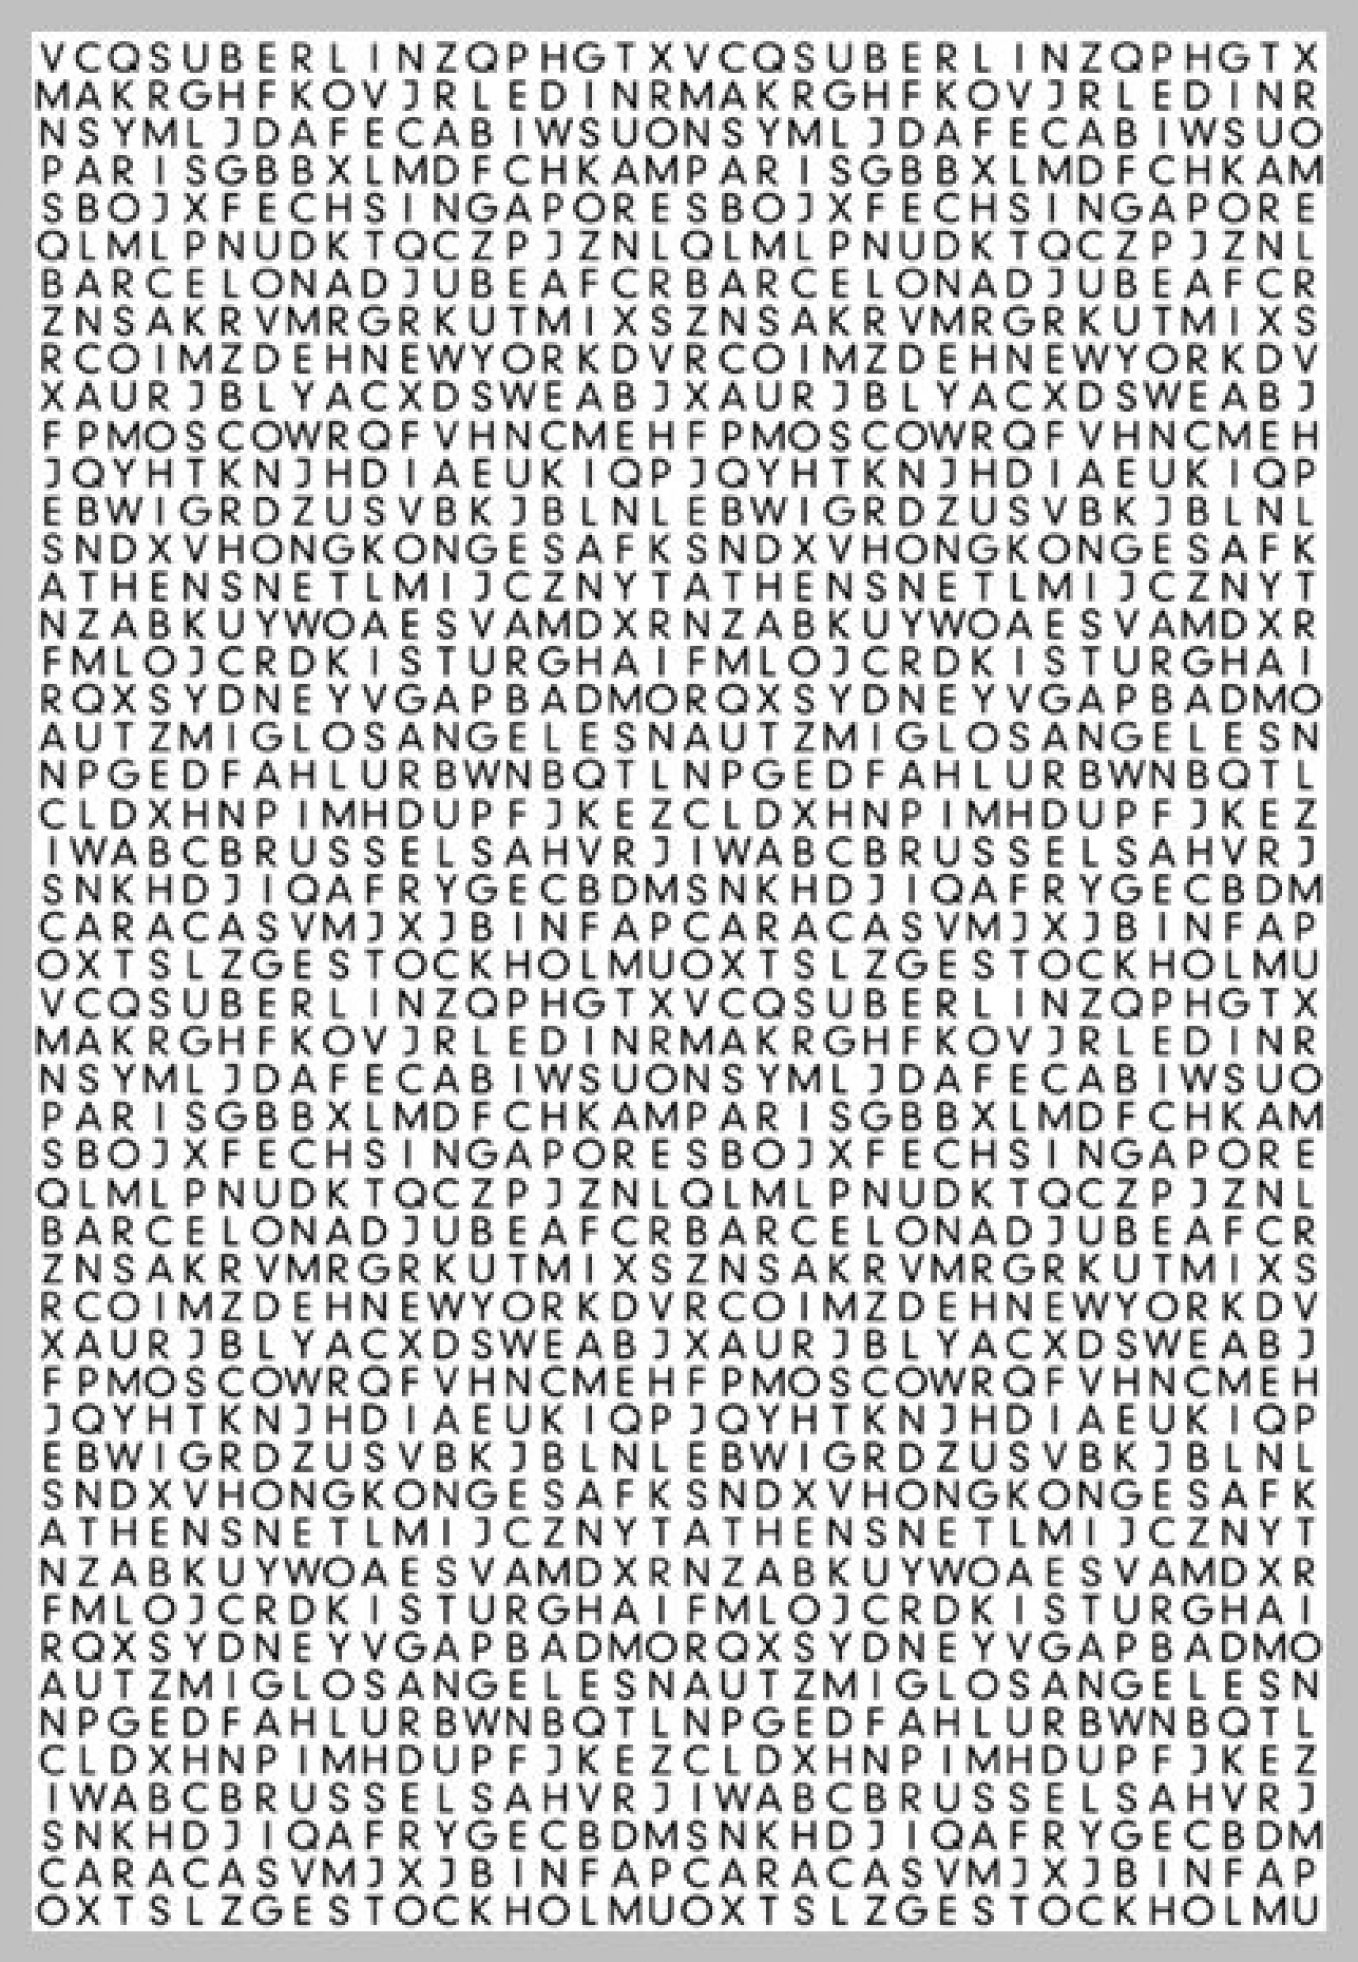 VCQSUBERLINZQPHGTXVCQSUBERLINZQPHGTX
MAKRGHFKOVJRLEDINRMAKRGHFKOVJRLEDINR
NSYMLJDAFECABIWSUONSYMLJDAFECABIWSUO
PARISGBBXLMDFCHKAMPARISGBBXLMDFCHKAM
SBOJXFECHSINGAPORESBOJXFECHSINGAPORE
QLMLPNUDKTQCZPJZNLQLMLPNUDKTQCZPJZNL
BARCELONADJUBEAFCRBARCELONADJUBEAFCR
ZNSAKRVMRGRKUTMIXSZNSAKRVMRGRKUTMIXS
RCOIMZDEHNEWYORKDVRCOIMZDEHNEWYORKDV
XAURJBLYACXDSWEABJXAURJBLYACXDSWEABJ
FPMOSCOWRQFVHNCMEHFPMOSCOWRQFVHNCMEH
JQYHTKNJHDIAEUKIQPJQYHTKNJHDIAEUKIQP
EBWIGRDZUSVBKJBLNLEBWIGRDZUSVBKJBLNL
SNDXVHONGKONGESAFKSNDXVHONGKONGESAFK
ATHENSNETLMIJCZNYTATHENSNETLMIJCZNYT
NZABKUYWOAESVAMDXRNZABKUYWOAESVAMDXR
FMLOJCRDKISTURGHAIFMLOJCRDKISTURGHAI
RQXSYDNEYVGAPBADMORQXSYDNEYVGAPBADMO
AUTZMIGLOSANGELESNAUTZMIGLOSANGELESN
NPGEDFAHLURBWNBQTLNPGEDFAHLURBWNBQTL
CLDXHNPIMHDUPFJKEZCLDXHNPIMHDUPFJKEZ
IWABCBRUSSELSAHVRJIWABCBRUSSELSAHVRJ
SNKHDJIQAFRYGECBDMSNKHDJIQAFRYGECBDM
CARACASVMJXJBINFAPCARACASVMJXJBINFAP
OXTSLZGESTOCKHOLMUOXTSLZGESTOCKHOLMU
VCQSUBERLINZQPHGTXVCQSUBERLINZQPHGTX
MAKRGHFKOVJRLEDINRMAKRGHFKOVJRLEDINR
NSYMLJDAFECABIWSUONSYMLJDAFECABIWSUO
PARISGBBXLMDFCHKAMPARISGBBXLMDFCHKAM
SBOJXFECHSINGAPORESBOJXFECHSINGAPORE
QLMLPNUDKTQCZPJZNLQLMLPNUDKTQCZPJZNL
BARCELONADJUBEAFCRBARCELONADJUBEAFCR
ZNSAKRVMRGRKUTMIXSZNSAKRVMRGRKUTMIXS
RCOIMZDEHNEWYORKDVRCOIMZDEHNEWYORKDV
XAURJBLYACXDSWEABJXAURJBLYACXDSWEABJ
FPMOSCOWRQFVHNCMEHFPMOSCOWRQFVHNCMEH
JQYHTKNJHDIAEUKIQPJQYHTKNJHDIAEUKIQP
EBWIGRDZUSVBKJBLNLEBWIGRDZUSVBKJBLNL
SNDXVHONGKONGESAFKSNDXVHONGKONGESAFK
ATHENSNETLMIJCZNYTATHENSNETLMIJCZNYT
NZABKUYWOAESVAMDXRNZABKUYWOAESVAMDXR
FMLOJCRDKISTURGHAIFMLOJCRDKISTURGHAI
RQXSYDNEYVGAPBADMORQXSYDNEYVGAPBADMO
AUTZMIGLOSANGELESNAUTZMIGLOSANGELESN
NPGEDFAHLURBWNBQTLNPGEDFAHLURBWNBQTL
CLDXHNPIMHDUPFJKEZCLDXHNPIMHDUPFJKEZ
IWABCBRUSSELSAHVRJIWABCBRUSSELSAHVRJ
SNKHDJIQAFRYGECBDMSNKHDJIQAFRYGECBDM
CARACASVMJXJBINFAPCARACASVMJXJBINFAP
OXTSLZGESTOCKHOLMUOXTSLZGESTOCKHOLMU